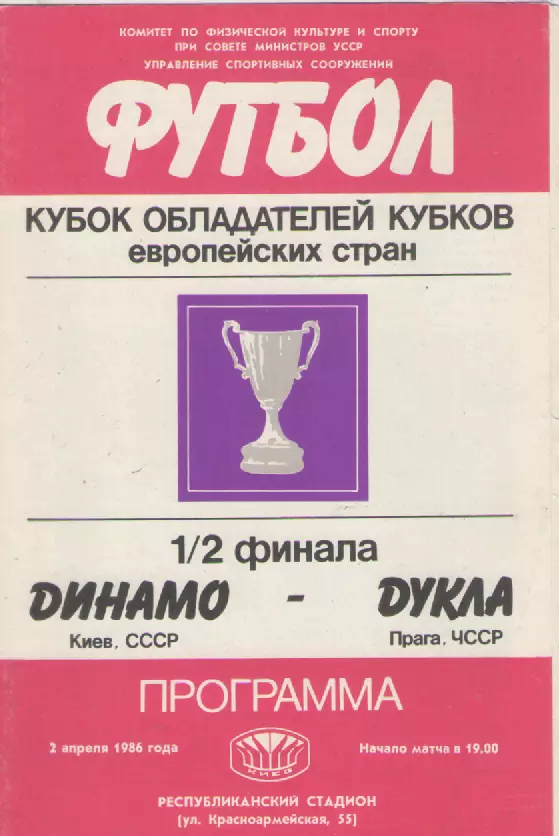 КОМИТЕТ ПО ФИЗИЧЕСКОЙ КУЛЬТУРЕ И СПОРТУ
ПРИ СОВЕТЕ МИНИСТРОВ УССР
УПРАВЛЕНИЕ СПОРТИВНЫХ СООРУЖЕНИЙ
ФУТБОЛ
КУБОК ОБЛАДАТЕЛЕЙ КУБКОВ
европейских стран
1/2 финала
ДИНАМО - ДУКЛА
Киев, СССР Прага, ЧССР
ПРОГРАММА
2 апреля 1986 года Начало матча в 19.00
КИЕВ
РЕСПУБЛИКАНСКИЙ СТАДИОН
(ул. Красноармейская, 55)